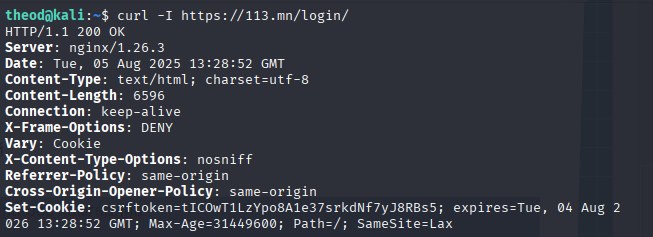 theod@kali:~$ curl -I https://113.mn/login/
HTTP/1.1 200 OK
Server: nginx/1.26.3
Date: Tue, 05 Aug 2025 13:28:52 GMT
Content-Type: text/html; charset=utf-8
Content-Length: 6596
Connection: keep-alive
X-Frame-Options: DENY
Vary: Cookie
X-Content-Type-Options: nosniff
Referrer-Policy: same-origin
Cross-Origin-Opener-Policy: same-origin
Set-Cookie: csrftoken=tICOwT1LzYpo8A1e37srkdNf7yJ8RBs5; expires=Tue, 04 Aug 2
026 13:28:52 GMT; Max-Age=31449600; Path=/; SameSite=Lax